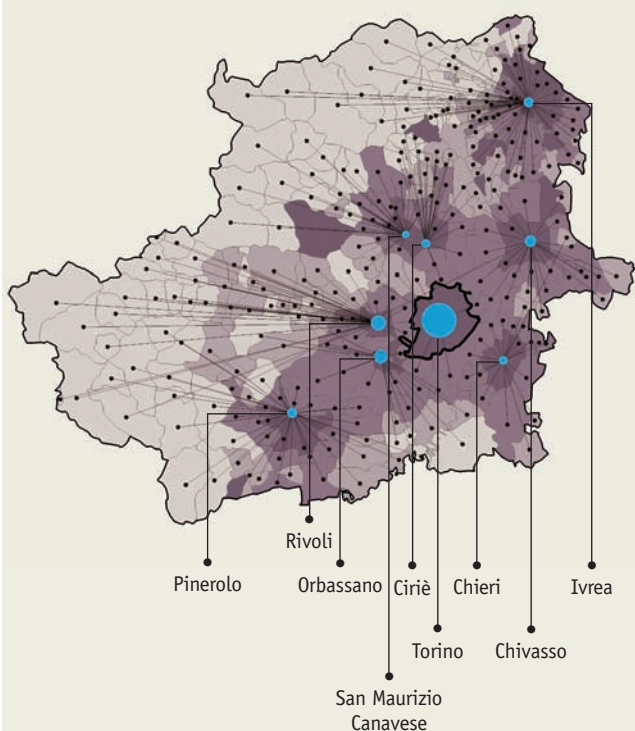 Rivoli
Pinerolo
Orbassano
Ciriè
Chieri
Ivrea
Torino
Chivasso
San Maurizio
Canavese